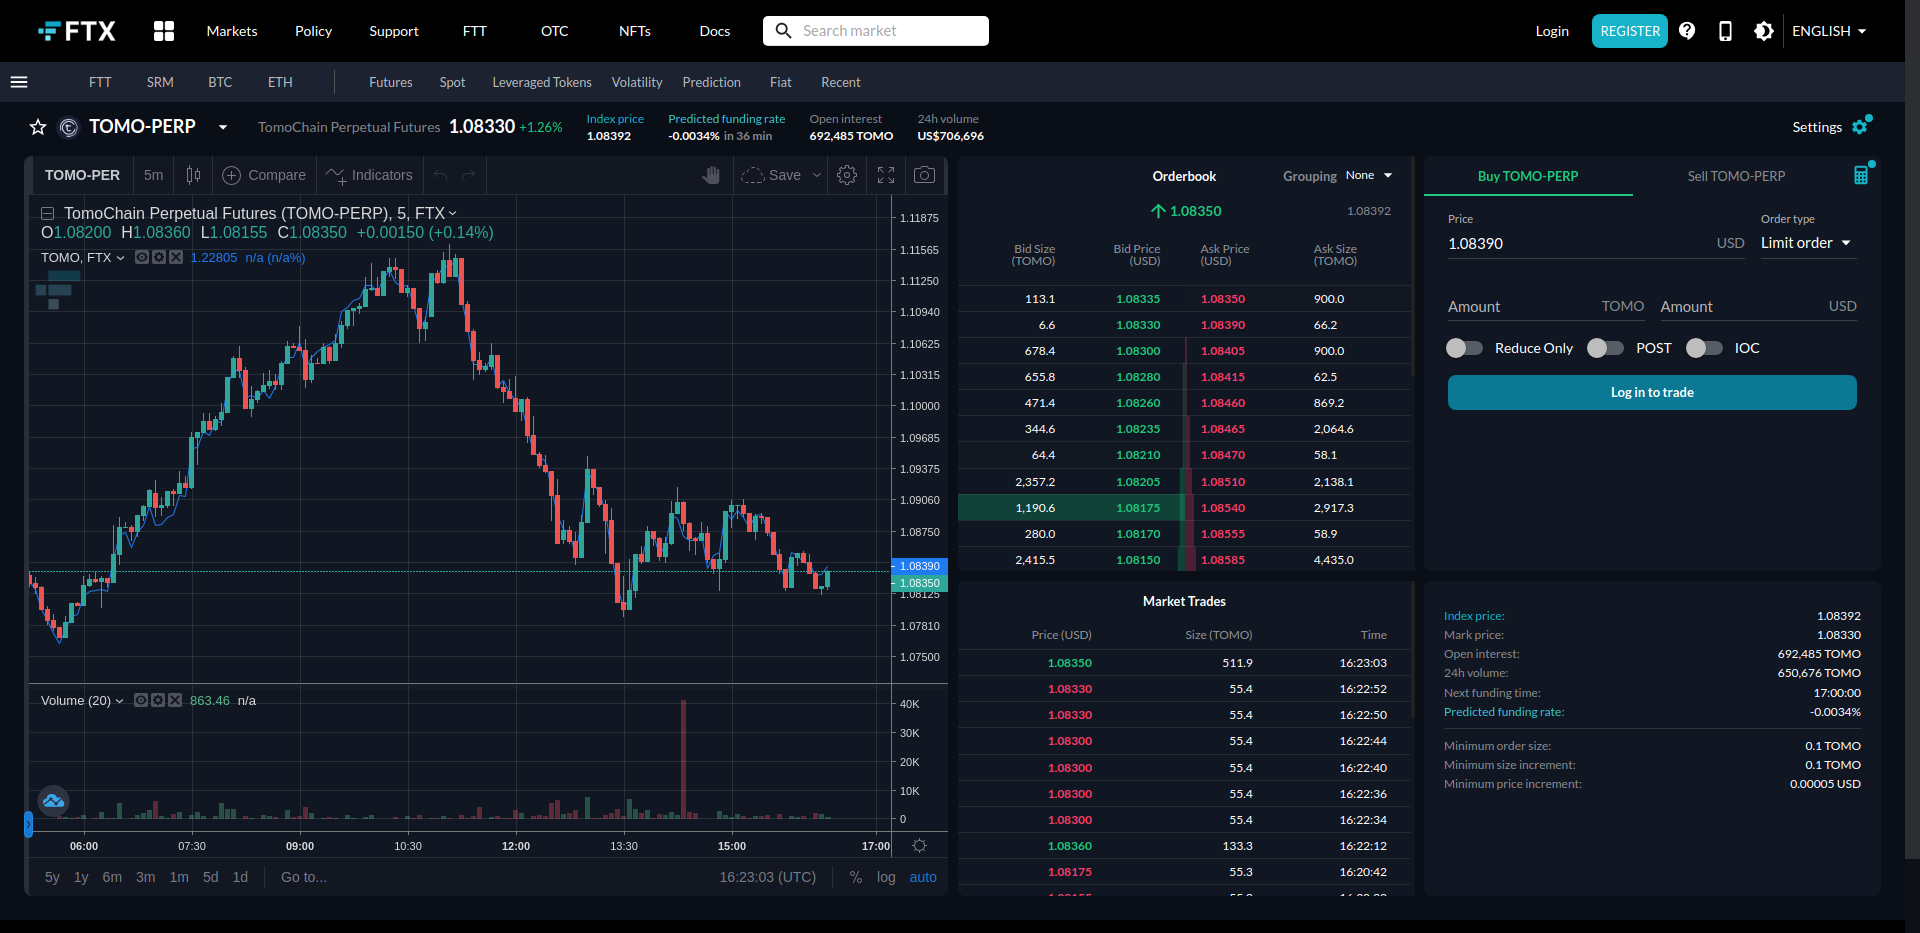 FTX Markets Policy Support FTT OTC NFTs Docs Search market Login REGISTER ENGLISH
FTT SRM BTC ETH Futures Spot Leveraged Tokens Volatility Prediction Fiat Recent
TOMO-PERP TomoChain Perpetual Futures 1.08330 +1.26%
Index price
1.08392
Predicted funding rate
-0.0034% in 36 min
Open interest
692,485 TOMO
24h volume
US$706,696
Settings
TOMO-PER 5m Compare Indicators Save
TomoChain Perpetual Futures (TOMO-PERP), 5, FTX
O1.08200 H1.08360 L1.08155 C1.08350 +0.00150 (+0.14%)
TOMO, FTX 1.22805 n/a (n/a%)
1.11875
1.11565
1.11250
1.10940
1.10625
1.10315
1.10000
1.09685
1.09375
1.09060
1.08750
1.08390
1.08350
1.08125
1.07810
1.07500
Volume (20) 863.46 n/a
40K
30K
20K
10K
0
06:00 07:30 09:00 10:30 12:00 13:30 15:00 17:00
5y 1y 6m 3m 1m 5d 1d Go to... 16:23:03 (UTC) % log auto
Orderbook Grouping None
1.08350 1.08392
Bid Size (TOMO) Bid Price (USD) Ask Price (USD) Ask Size (TOMO)
113.1 1.08335 1.08350 900.0
6.6 1.08330 1.08390 66.2
678.4 1.08300 1.08405 900.0
655.8 1.08280 1.08415 62.5
471.4 1.08260 1.08460 869.2
344.6 1.08235 1.08465 2,064.6
64.4 1.08210 1.08470 58.1
2,357.2 1.08205 1.08510 2,138.1
1,190.6 1.08175 1.08540 2,917.3
280.0 1.08170 1.08555 58.9
2,415.5 1.08150 1.08585 4,435.0
Market Trades
Price (USD) Size (TOMO) Time
1.08350 511.9 16:23:03
1.08330 55.4 16:22:52
1.08330 55.4 16:22:50
1.08300 55.4 16:22:44
1.08300 55.4 16:22:40
1.08300 55.4 16:22:36
1.08300 55.4 16:22:34
1.08360 133.3 16:22:12
1.08175 55.3 16:20:42
Buy TOMO-PERP Sell TOMO-PERP
Price Order type
1.08390 USD Limit order
Amount TOMO Amount USD
Reduce Only POST IOC
Log in to trade
Index price: 1.08392
Mark price: 1.08330
Open interest: 692,485 TOMO
24h volume: 650,676 TOMO
Next funding time: 17:00:00
Predicted funding rate: -0.0034%
Minimum order size: 0.1 TOMO
Minimum size increment: 0.1 TOMO
Minimum price increment: 0.00005 USD